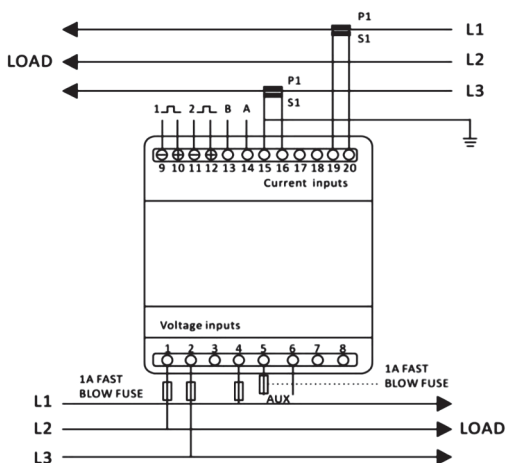 P1
L1
S1
LOAD
L2
P1
L3
S1
1 2 B A
9 10 11 12 13 14 15 16 17 18 19 20
Current inputs
Voltage inputs
1 2 3 4 5 6 7 8
1A FAST
BLOW FUSE
1A FAST
BLOW FUSE
AUX
L1
L2
LOAD
L3